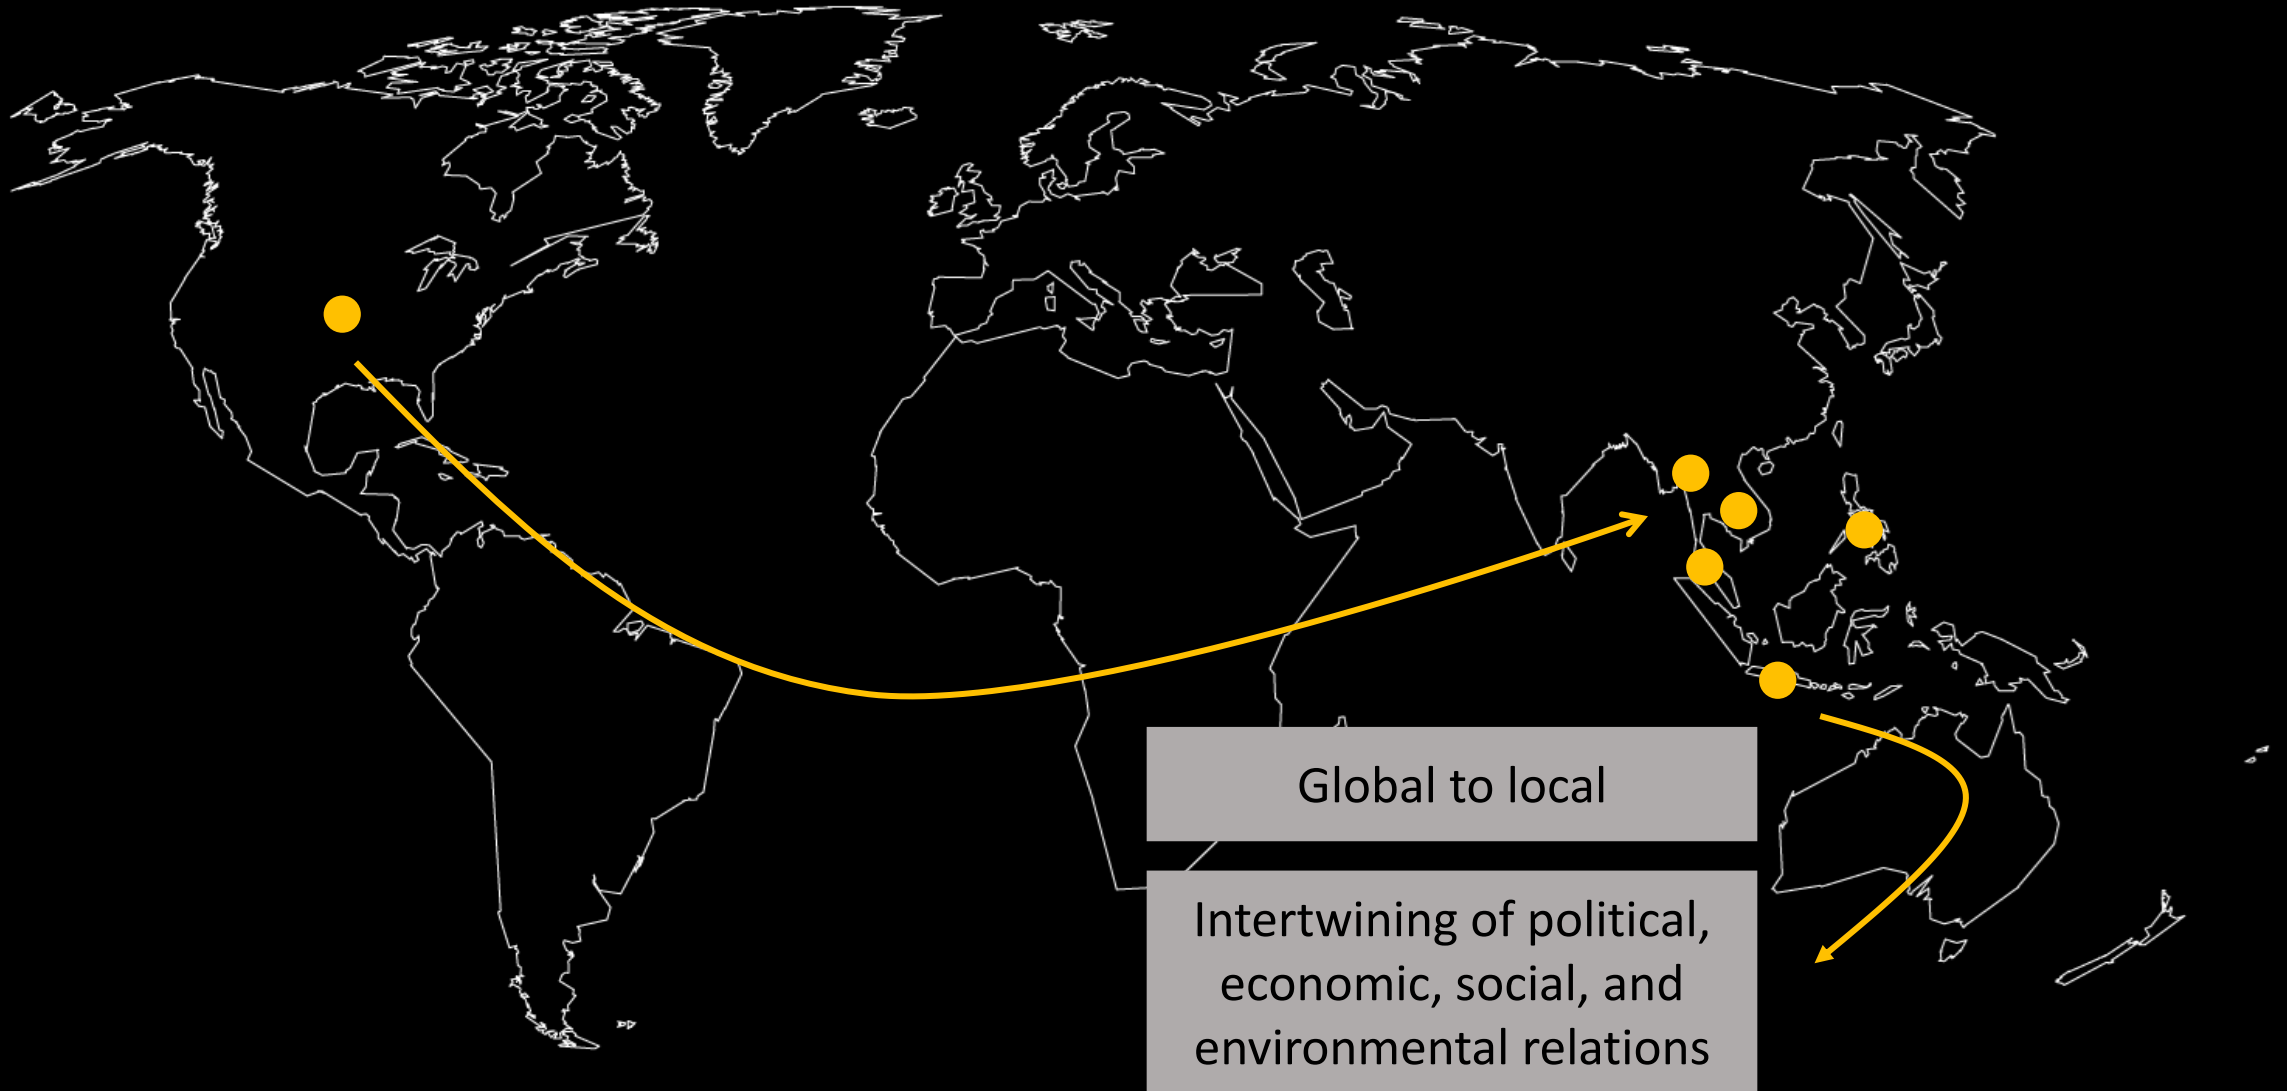 Global to local
Intertwining of political,
economic, social, and
environmental relations